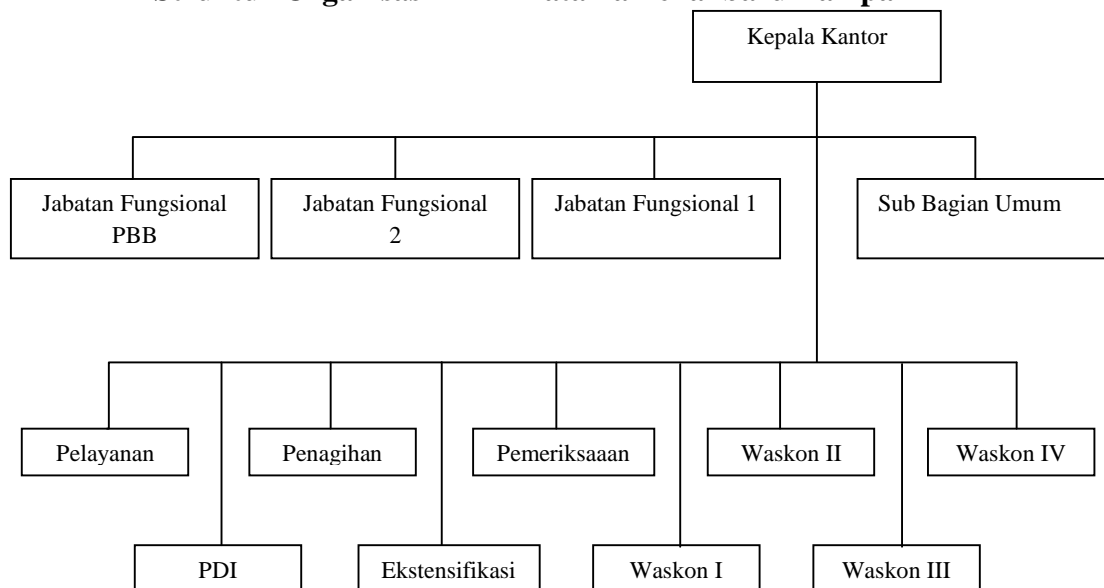 Kepala Kantor
Jabatan Fungsional
PBB
Jabatan Fungsional
2
Jabatan Fungsional 1
Sub Bagian Umum
Pelayanan
Penagihan
Pemeriksaaan
Waskon II
Waskon IV
PDI
Ekstensifikasi
Waskon I
Waskon III